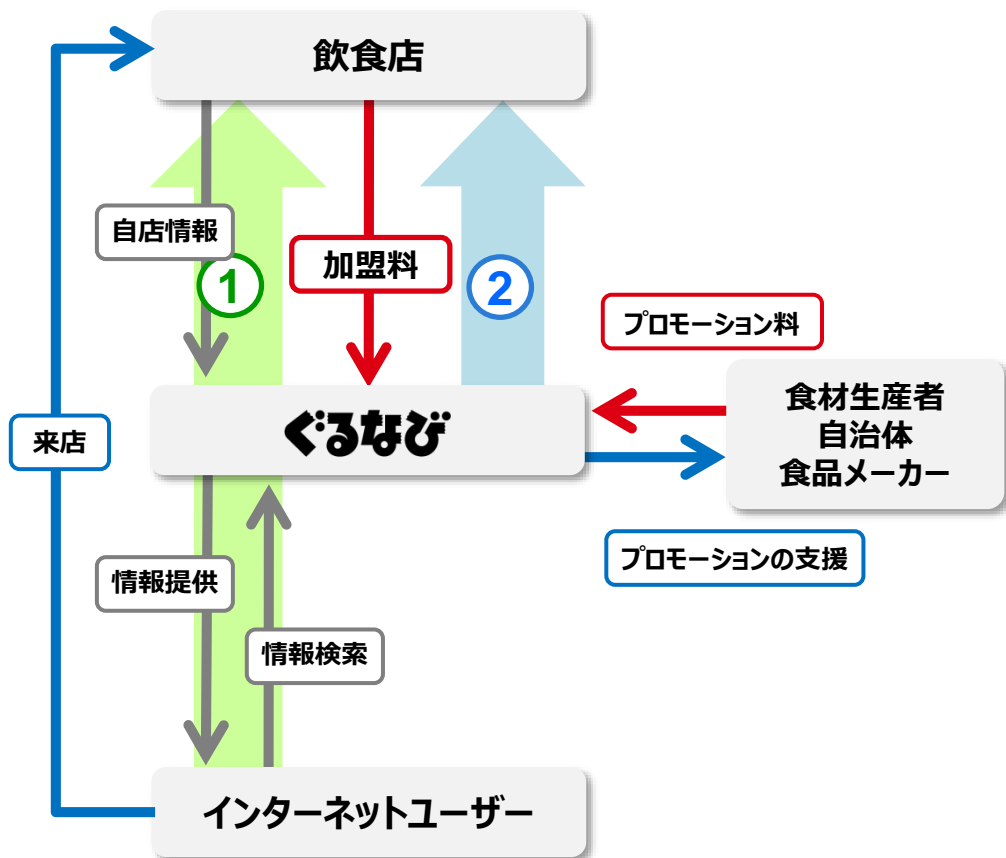 飲食店
自店情報
加盟料
1
2
プロモーション料
食材生産者
自治体
食品メーカー
ぐるなび
来店
プロモーションの支援
情報提供
情報検索
インターネットユーザー